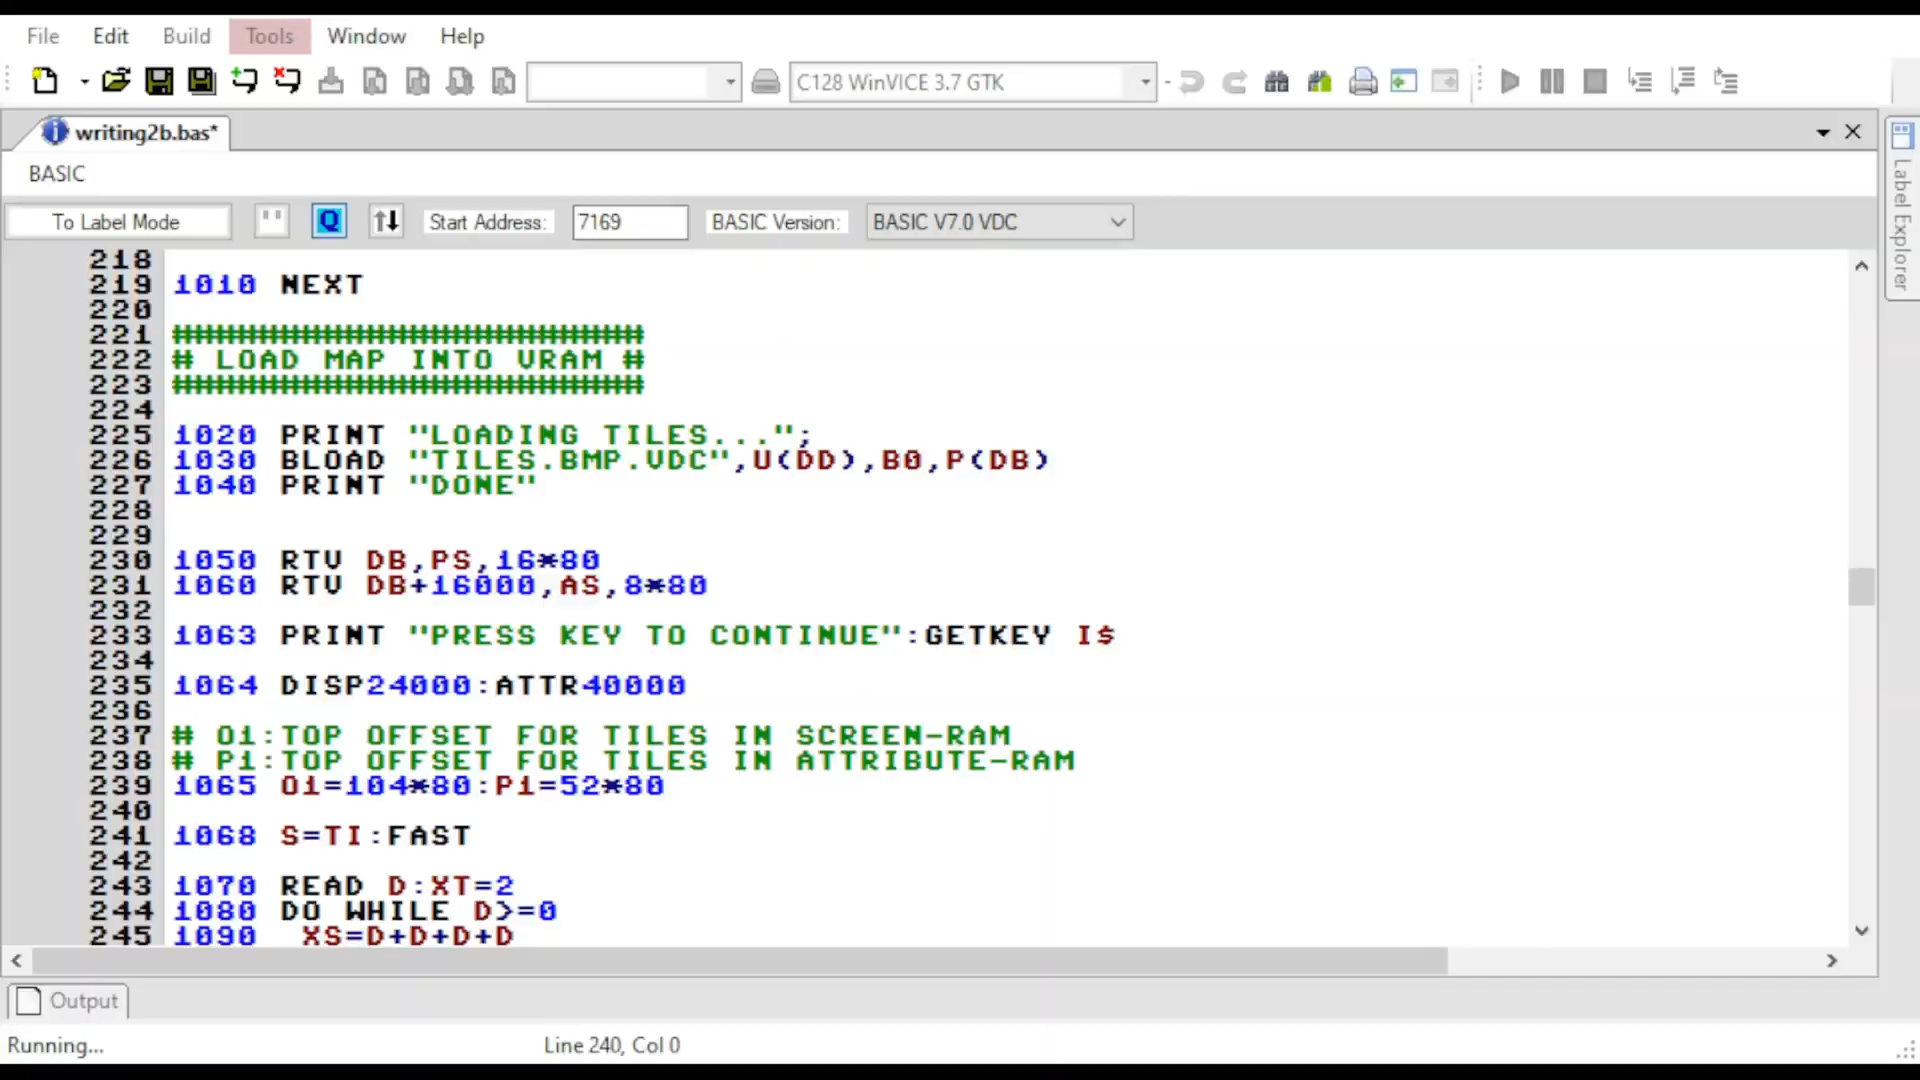 File Edit Build Tools Window Help
C128 WinVICE 3.7 GTK
writing2b.bas*
BASIC
To Label Mode " Q Start Address: 7169 BASIC Version: BASIC V7.0 VDC
218
219 1010 NEXT
220
221 #################################
222 # LOAD MAP INTO VRAM #
223 #################################
224
225 1020 PRINT "LOADING TILES...";
226 1030 BLOAD "TILES.BMP.VDC",U(DD),B0,P(DB)
227 1040 PRINT "DONE"
228
229
230 1050 RTV DB,PS,16*80
231 1060 RTV DB+16000,AS,8*80
232
233 1063 PRINT "PRESS KEY TO CONTINUE":GETKEY I$
234
235 1064 DISP24000:ATTR40000
236
237 # O1:TOP OFFSET FOR TILES IN SCREEN-RAM
238 # P1:TOP OFFSET FOR TILES IN ATTRIBUTE-RAM
239 1065 O1=104*80:P1=52*80
240
241 1068 S=TI:FAST
242
243 1070 READ D:XT=2
244 1080 DO WHILE D>=0
245 1090 XS=D+D+D+D
Label Explorer
Output
Running... Line 240, Col 0